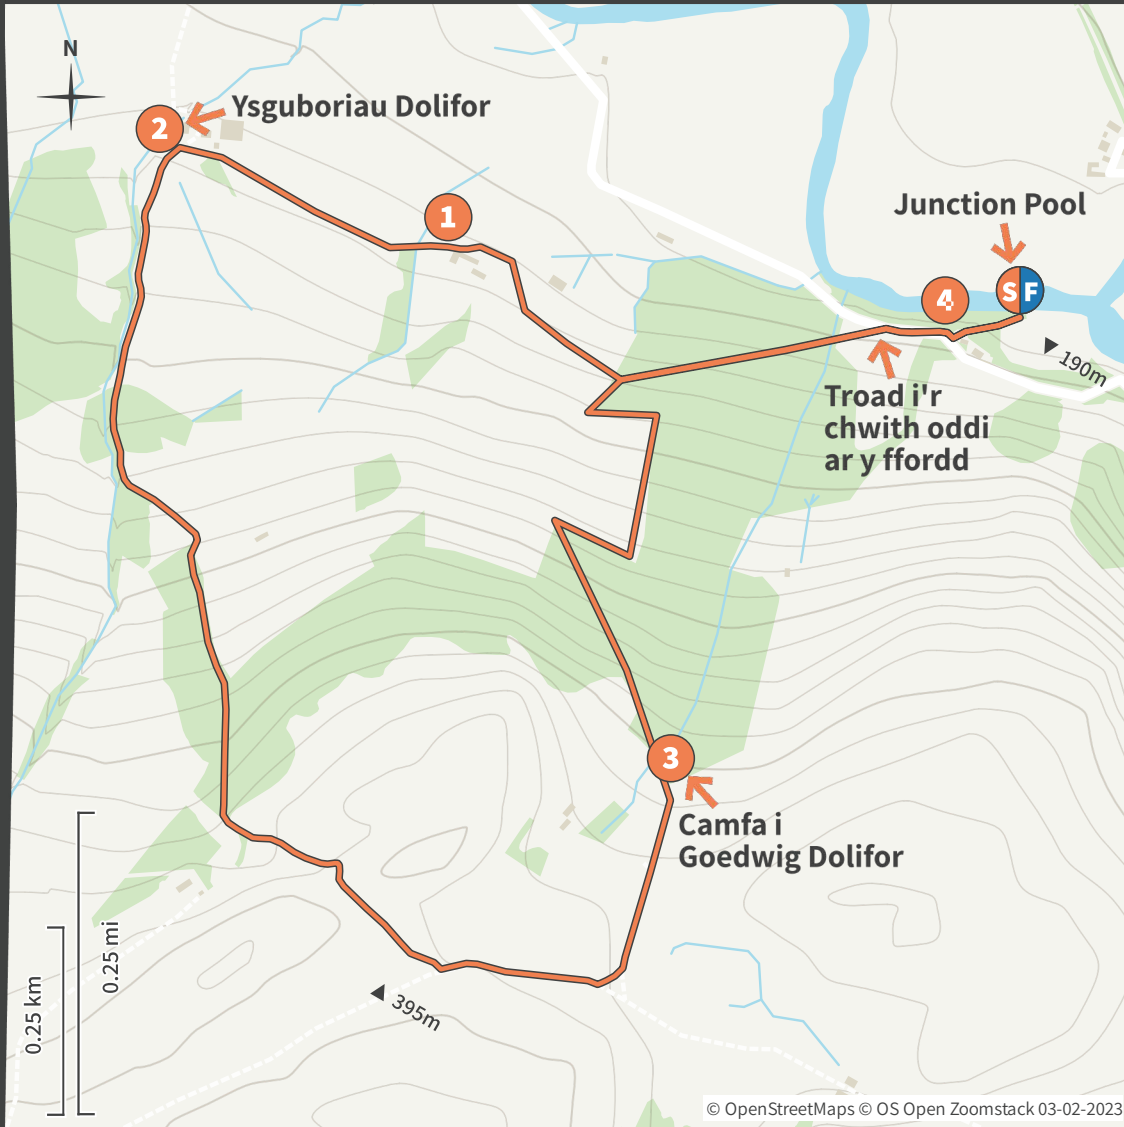 N
2
Ysguboriau Dolifor
1
Junction Pool
4
S F
190m
Troad i'r
chwith oddi
ar y ffordd
3
Camfa i
Goedwig Dolifor
0.25 mi
0.25 km
395m
© OpenStreetMaps © OS Open Zoomstack 03-02-2023